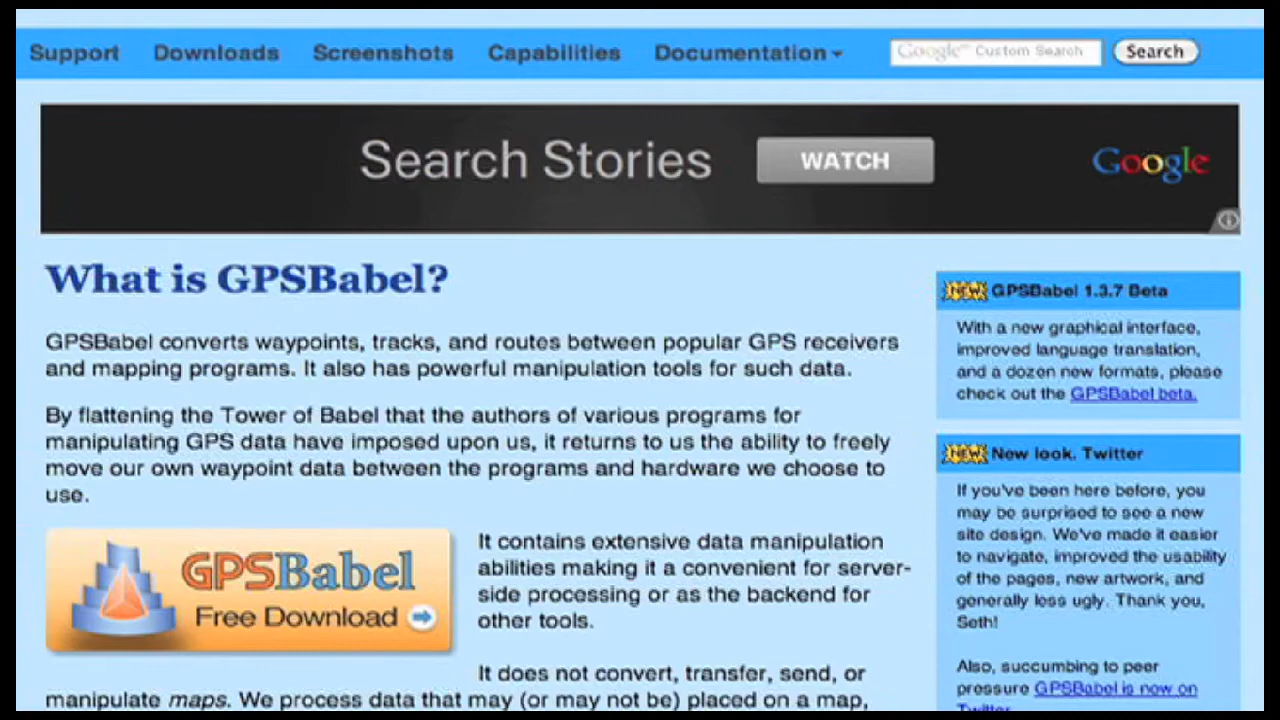 Support Downloads Screenshots Capabilities Documentation Google™ Custom Search Search
Search Stories WATCH Google
What is GPSBabel?
GPSBabel converts waypoints, tracks, and routes between popular GPS receivers
and mapping programs. It also has powerful manipulation tools for such data.
By flattening the Tower of Babel that the authors of various programs for
manipulating GPS data have imposed upon us, it returns to us the ability to freely
move our own waypoint data between the programs and hardware we choose to
use.
GPSBabel
Free Download
It contains extensive data manipulation
abilities making it a convenient for server-
side processing or as the backend for
other tools.
It does not convert, transfer, send, or
manipulate maps. We process data that may (or may not be) placed on a map,
NEW GPSBabel 1.3.7 Beta
With a new graphical interface,
improved language translation,
and a dozen new formats, please
check out the GPSBabel beta.
NEW New look. Twitter
If you've been here before, you
may be surprised to see a new
site design. We've made it easier
to navigate, improved the usability
of the pages, new artwork, and
generally less ugly. Thank you,
Seth!
Also, succumbing to peer
pressure GPSBabel is now on
Twitter